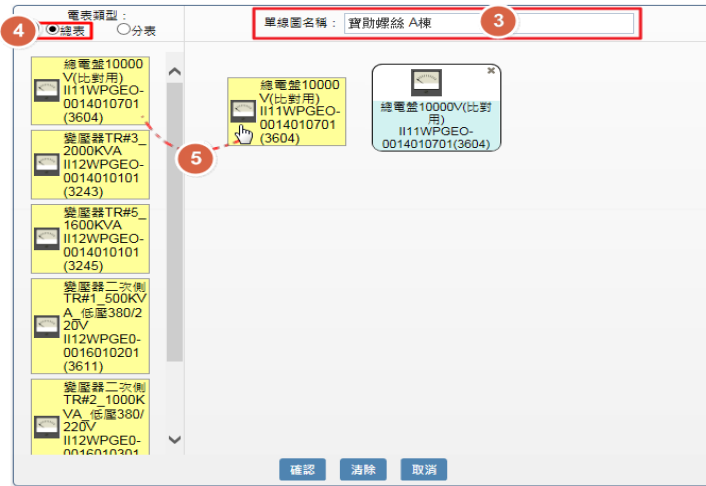 電表類型：
4
總表
分表
單線圖名稱：
寶勛螺絲 A棟
3
總電盤10000
V(比對用)
II11WPGEO-
0014010701
(3604)
變壓器TR#3_
2000KVA
II12WPGEO-
0014010101
(3243)
變壓器TR#5_
1600KVA
II12WPGEO-
0014010101
(3245)
變壓器二次側
TR#1_500KV
A_低壓380/2
20V
II12WPGE0-
0016010201
(3611)
變壓器二次側
TR#2_1000K
VA_低壓380/
220V
II12WPGE0-
0016010301
5
總電盤10000
V(比對用)
II11WPGEO-
0014010701
(3604)
×
總電盤10000V(比對
用)
II11WPGEO-
0014010701(3604)
確認
清除
取消